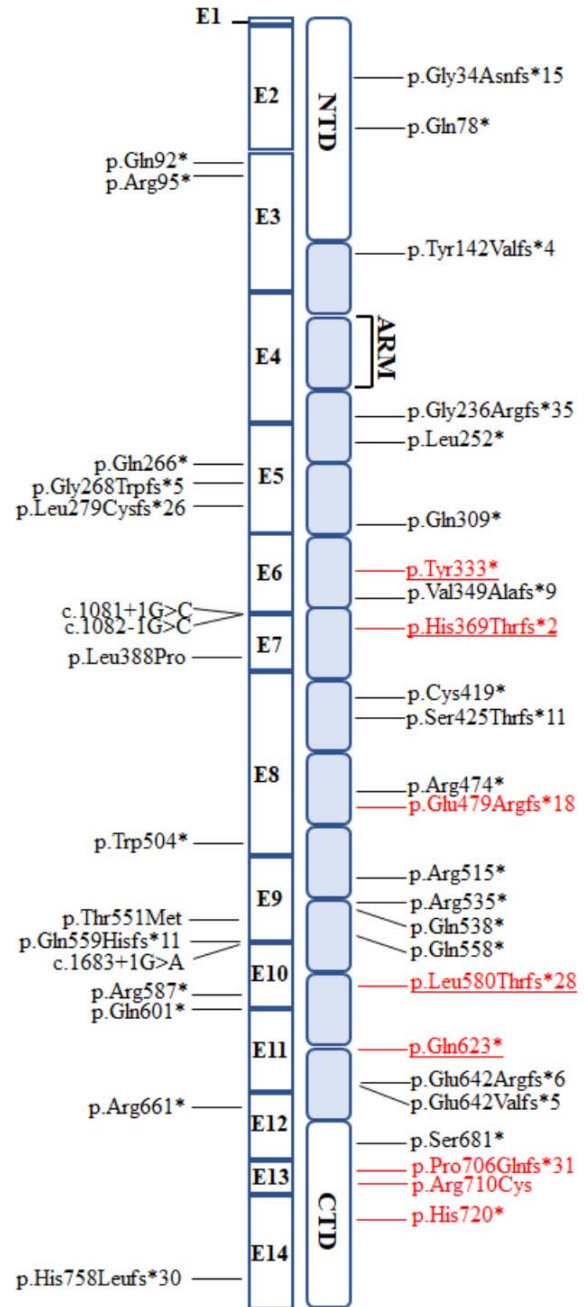 E1
E2
NTD
p.Gly34Asnfs*15
p.Gln78*
p.Gln92*
p.Arg95*
E3
p.Tyr142Valfs*4
E4
ARM
p.Gly236Argfs*35
p.Leu252*
p.Gln266*
p.Gly268Trpfs*5
p.Leu279Cysfs*26
E5
p.Gln309*
E6
p.Tyr333*
p.Val349Alafs*9
c.1081+1G>C
c.1082-1G>C
E7
p.His369Thrfs*2
p.Leu388Pro
p.Cys419*
p.Ser425Thrfs*11
E8
p.Arg474*
p.Glu479Argfs*18
p.Trp504*
p.Arg515*
E9
p.Arg535*
p.Thr551Met
p.Gln538*
p.Gln559Hisfs*11
p.Gln558*
c.1683+1G>A
E10
p.Leu580Thrfs*28
p.Arg587*
p.Gln601*
E11
p.Gln623*
p.Glu642Argfs*6
p.Glu642Valfs*5
p.Arg661*
E12
p.Ser681*
E13
p.Pro706Glnfs*31
p.Arg710Cys
CTD
p.His720*
E14
p.His758Leufs*30